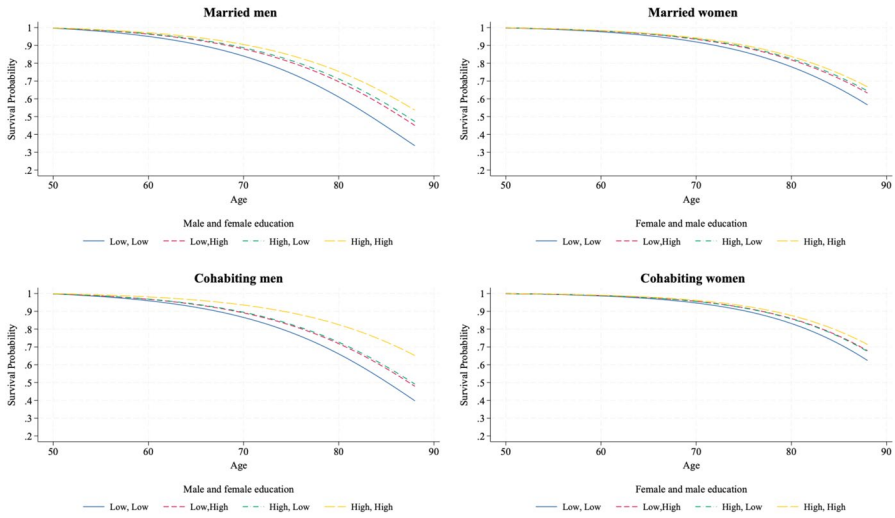 Married men
Survival Probability
1
.9
.8
.7
.6
.5
.4
.3
.2
50 60 70 80 90
Age
Male and female education
Low, Low Low,High High, Low High, High
Married women
Survival Probability
1
.9
.8
.7
.6
.5
.4
.3
.2
50 60 70 80 90
Age
Female and male education
Low, Low Low,High High, Low High, High
Cohabiting men
Survival Probability
1
.9
.8
.7
.6
.5
.4
.3
.2
50 60 70 80 90
Age
Male and female education
Low, Low Low,High High, Low High, High
Cohabiting women
Survival Probability
1
.9
.8
.7
.6
.5
.4
.3
.2
50 60 70 80 90
Age
Female and male education
Low, Low Low,High High, Low High, High